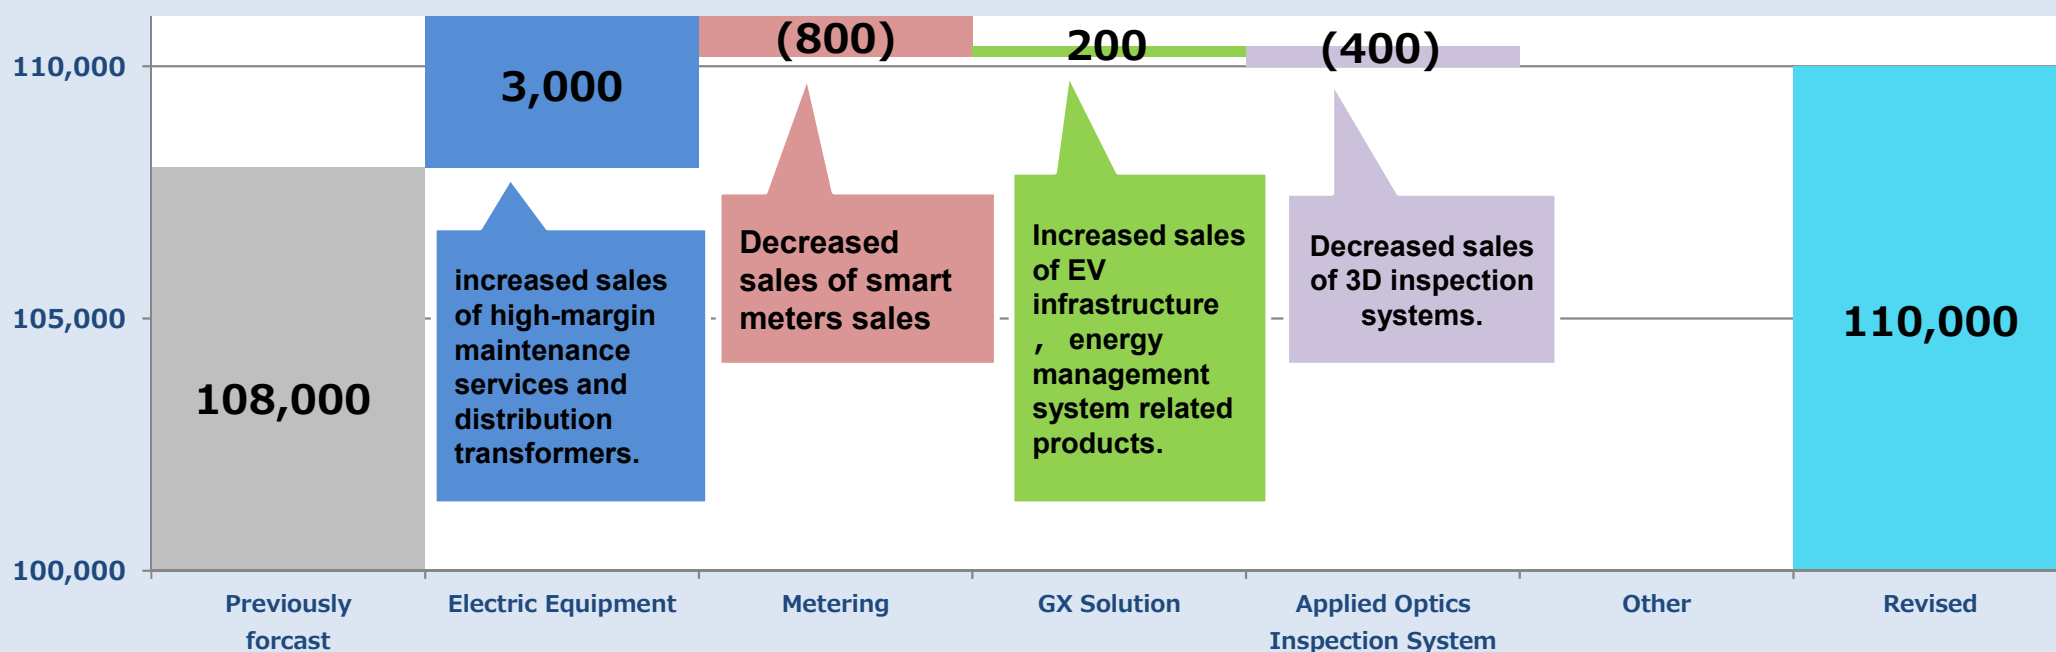 110,000
105,000
100,000
108,000
3,000
(800)
200
(400)
110,000
increased sales
of high-margin
maintenance
services and
distribution
transformers.
Decreased
sales of smart
meters sales
Increased sales
of EV
infrastructure
， energy
management
system related
products.
Decreased sales
of 3D inspection
systems.
Previously
forcast
Electric Equipment
Metering
GX Solution
Applied Optics
Inspection System
Other
Revised